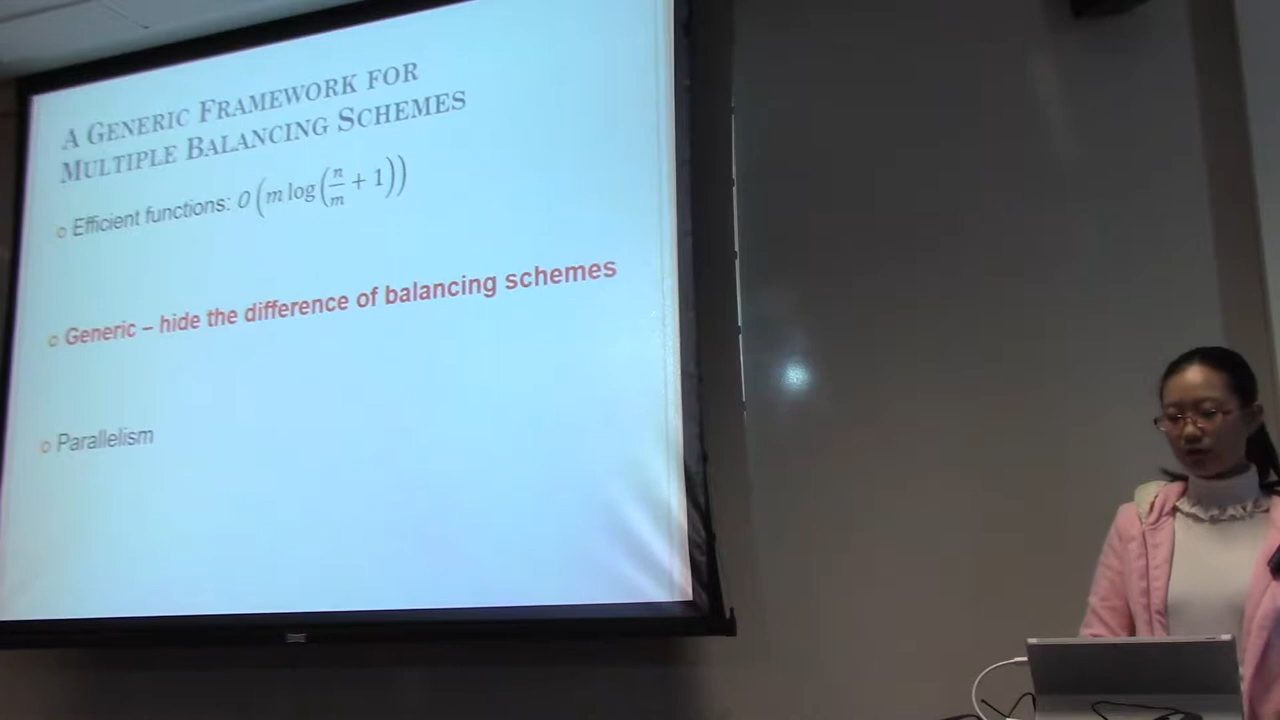 A GENERIC FRAMEWORK FOR
MULTIPLE BALANCING SCHEMES
Efficient functions: O(m log(n/m + 1))
Generic – hide the difference of balancing schemes
Parallelism